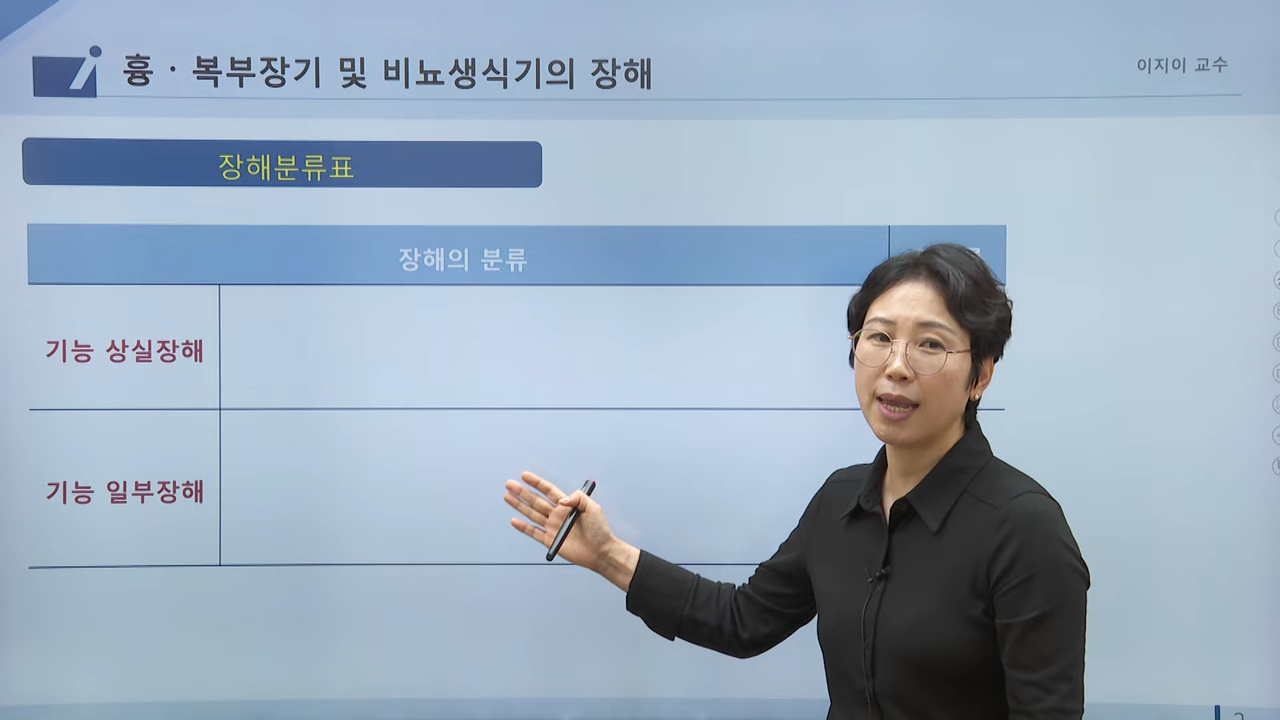 흉 · 복부장기 및 비뇨생식기의 장해
이지이 교수
장해분류표
장해의 분류
기능 상실장해
기능 일부장해